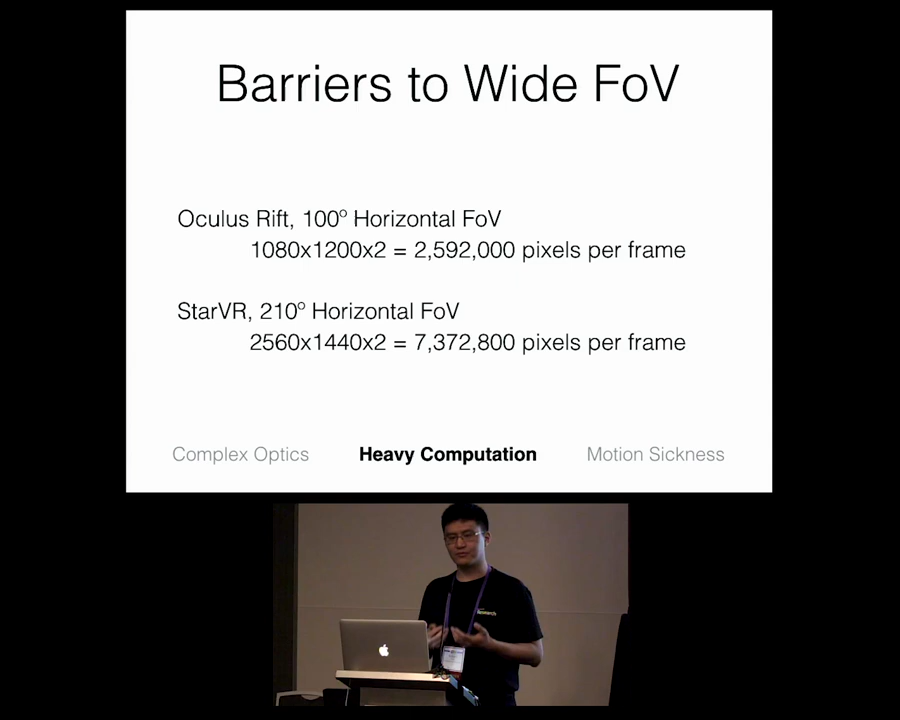 Barriers to Wide FoV
Oculus Rift, 100º Horizontal FoV
1080x1200x2 = 2,592,000 pixels per frame
StarVR, 210º Horizontal FoV
2560x1440x2 = 7,372,800 pixels per frame
Complex Optics Heavy Computation Motion Sickness
Research